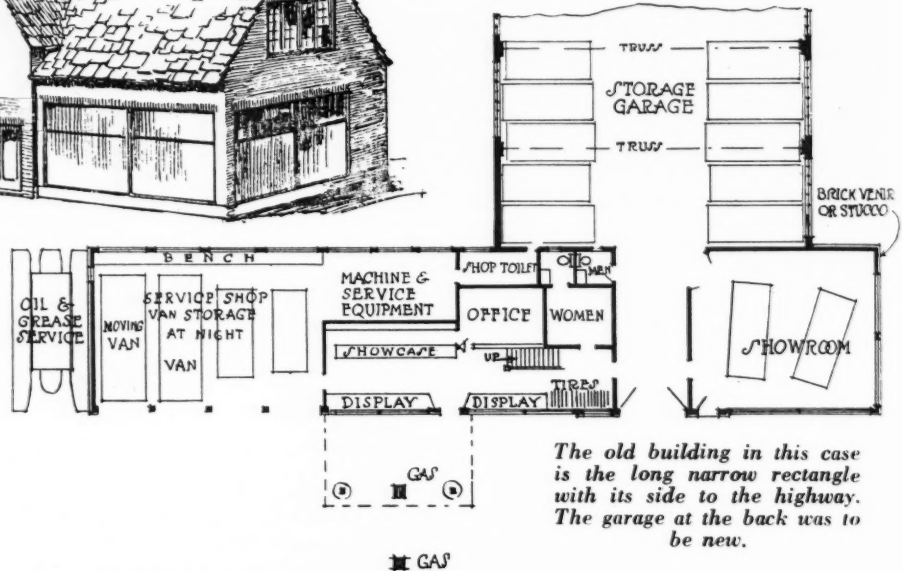 TRUSS
STORAGE
GARAGE
TRUSS
BRICK VENIR
OR STUCCO
BENCH
SHOP TOILET
MEN
MACHINE &
SERVICE
EQUIPMENT
OFFICE
WOMEN
OIL &
GREASE
SERVICE
MOVING
VAN
SERVICE SHOP
VAN STORAGE
AT NIGHT
VAN
SHOWCASE
UP
SHOWROOM
TIRES
DISPLAY
DISPLAY
GAS
GAS
The old building in this case
is the long narrow rectangle
with its side to the highway.
The garage at the back was to
be new.